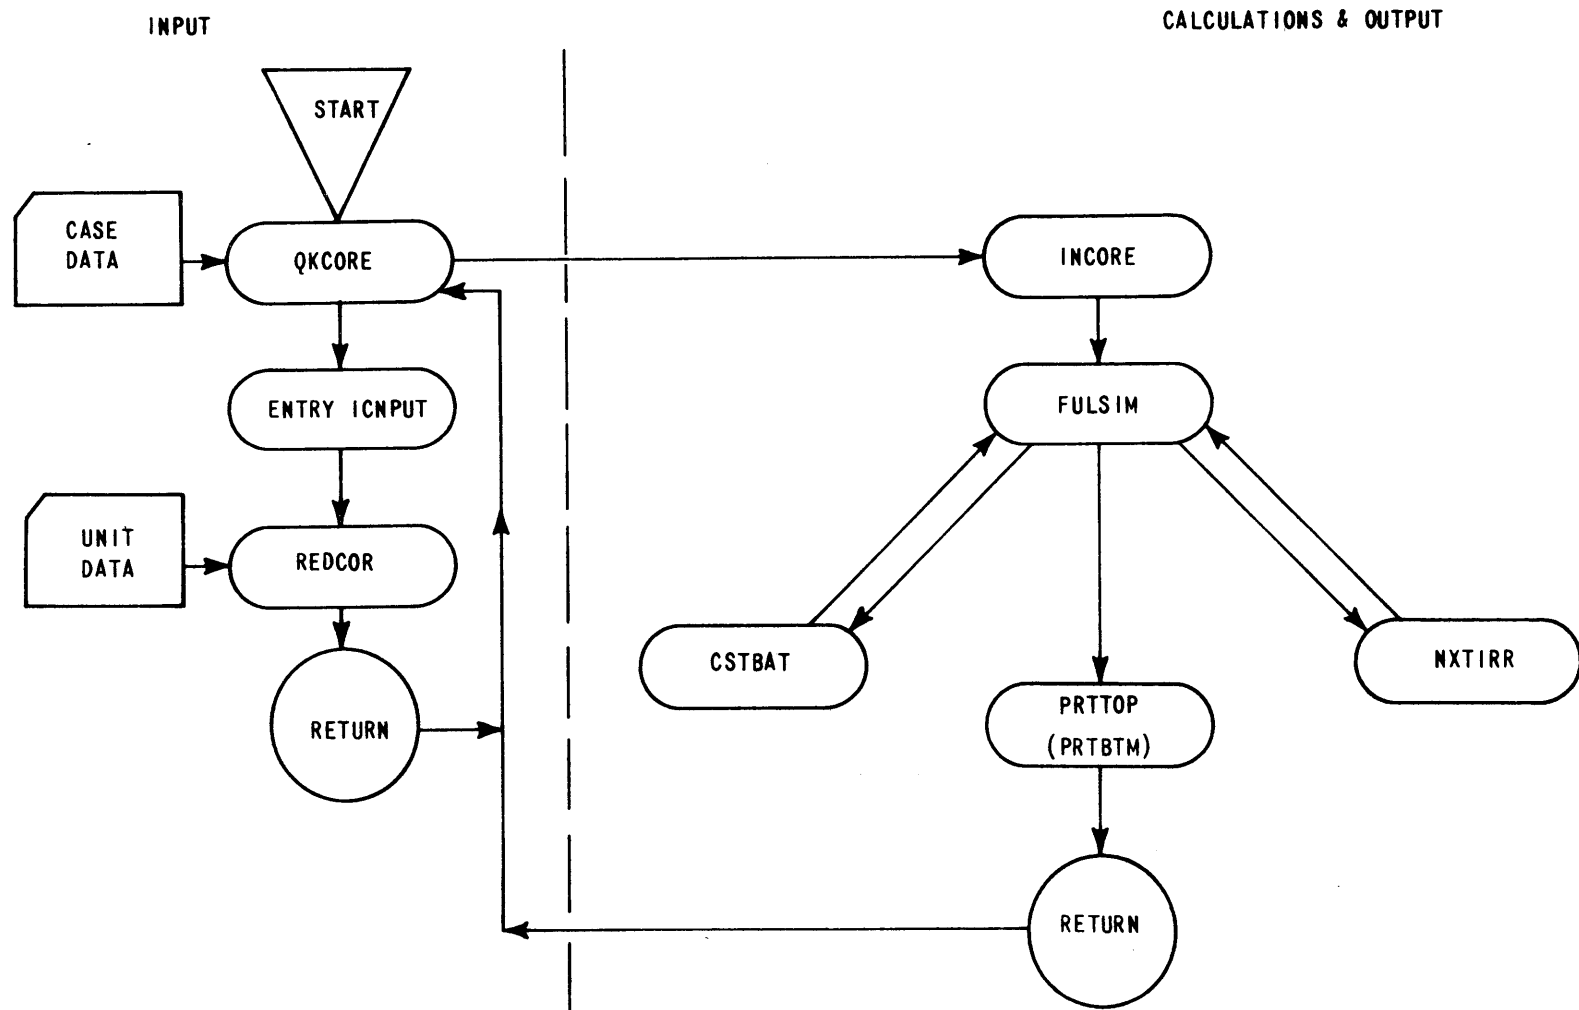 INPUT
CALCULATIONS & OUTPUT
START
CASE
DATA
QKCORE
INCORE
ENTRY ICNPUT
FULSIM
UNIT
DATA
REDCOR
CSTBAT
NXTIRR
PRTTOP
(PRTBTM)
RETURN
RETURN